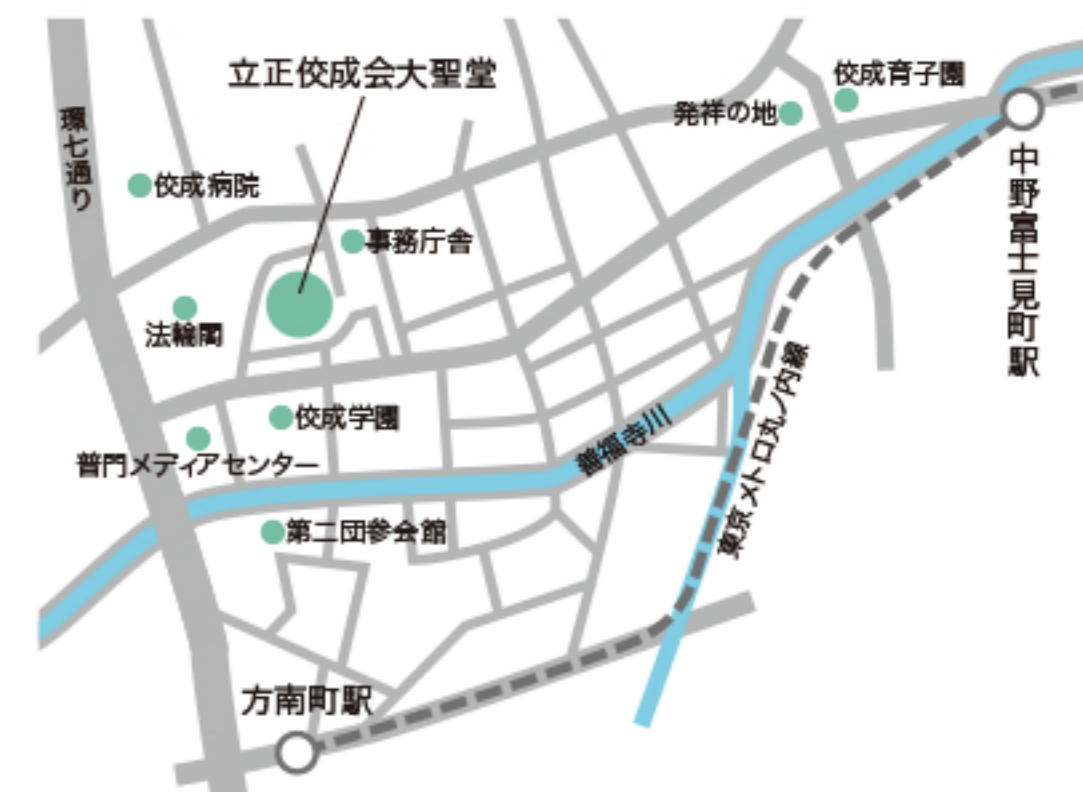 立正佼成会大聖堂
佼成育子園
発祥の地
環七通り
佼成病院
中野富士見町駅
事務庁舎
法輪閣
佼成学園
普門メディアセンター
善福寺川
東京メトロ丸ノ内線
第二団参会館
方南町駅